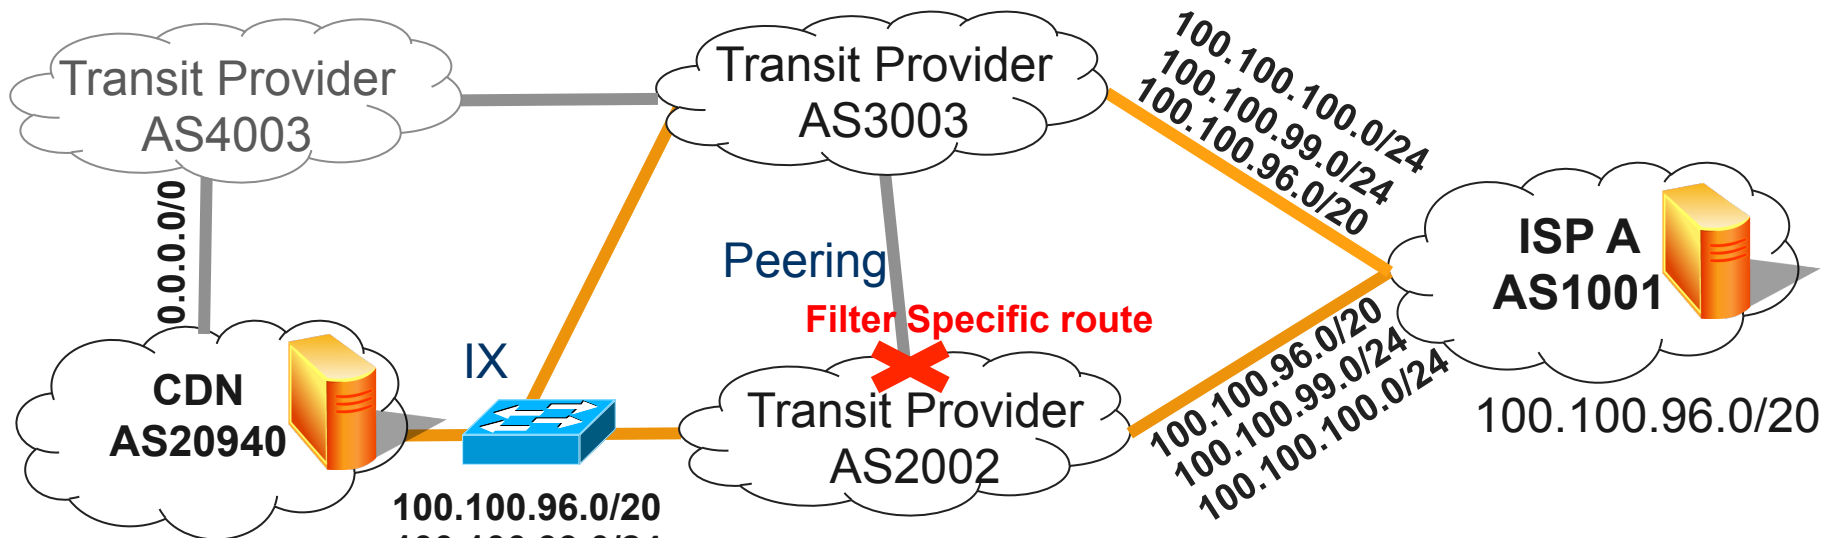 Transit Provider
AS4003
0.0.0.0/0
CDN
AS20940
IX
100.100.96.0/20
Transit Provider
AS3003
Peering
Filter Specific route
Transit Provider
AS2002
100.100.100.0/24
100.100.99.0/24
100.100.96.0/20
100.100.96.0/20
100.100.99.0/24
100.100.100.0/24
ISP A
AS1001
100.100.96.0/20